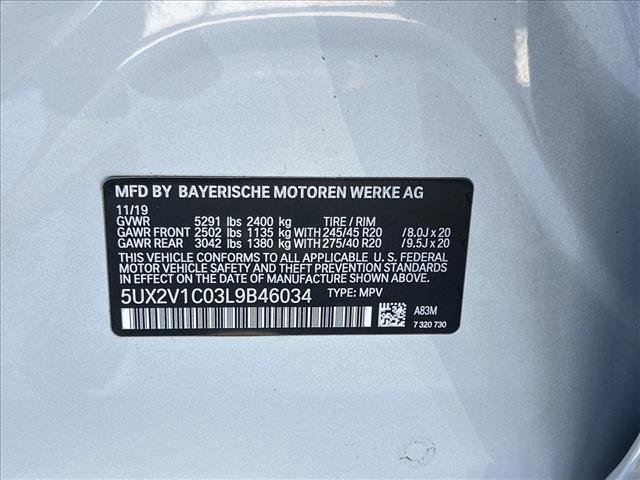 MFD BY BAYERISCHE MOTOREN WERKE AG
11/19
GVWR 5291 lbs 2400 kg TIRE / RIM
GAWR FRONT 2502 lbs 1135 kg WITH 245/45 R20 /8.0J x 20
GAWR REAR 3042 lbs 1380 kg WITH 275/40 R20 /9.5J x 20
THIS VEHICLE CONFORMS TO ALL APPLICABLE U. S. FEDERAL
MOTOR VEHICLE SAFETY AND THEFT PREVENTION STANDARDS
IN EFFECT ON THE DATE OF MANUFACTURE SHOWN ABOVE.
5UX2V1C03L9B46034 TYPE: MPV
A83M
7 320 730